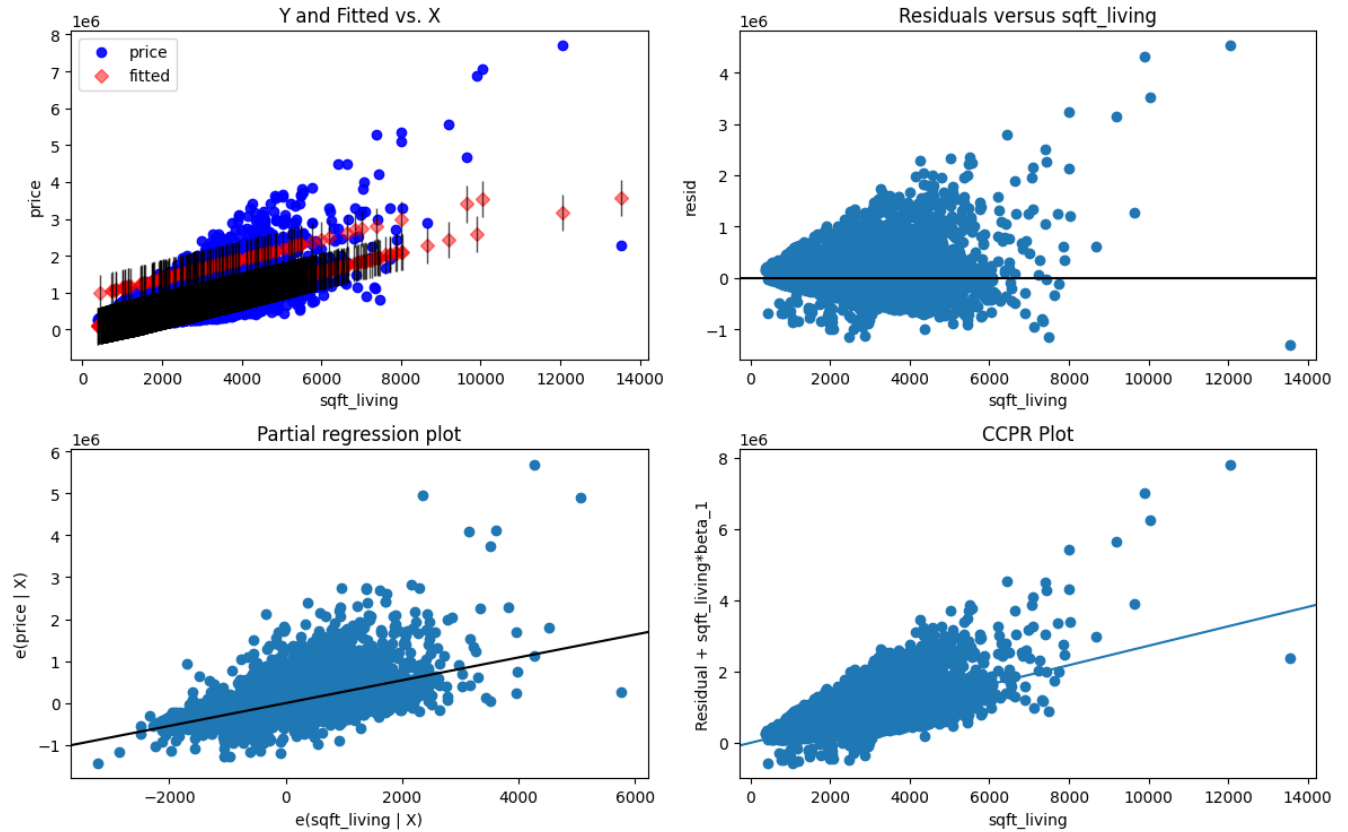 Y and Fitted vs. X
1e6
price
fitted
8
7
6
5
4
3
2
1
0
price
0 2000 4000 6000 8000 10000 12000 14000
sqft_living
Residuals versus sqft_living
1e6
4
3
2
1
0
−1
resid
0 2000 4000 6000 8000 10000 12000 14000
sqft_living
Partial regression plot
1e6
6
5
4
3
2
1
0
−1
e(price | X)
−2000 0 2000 4000 6000
e(sqft_living | X)
CCPR Plot
1e6
8
6
4
2
0
Residual + sqft_living*beta_1
0 2000 4000 6000 8000 10000 12000 14000
sqft_living